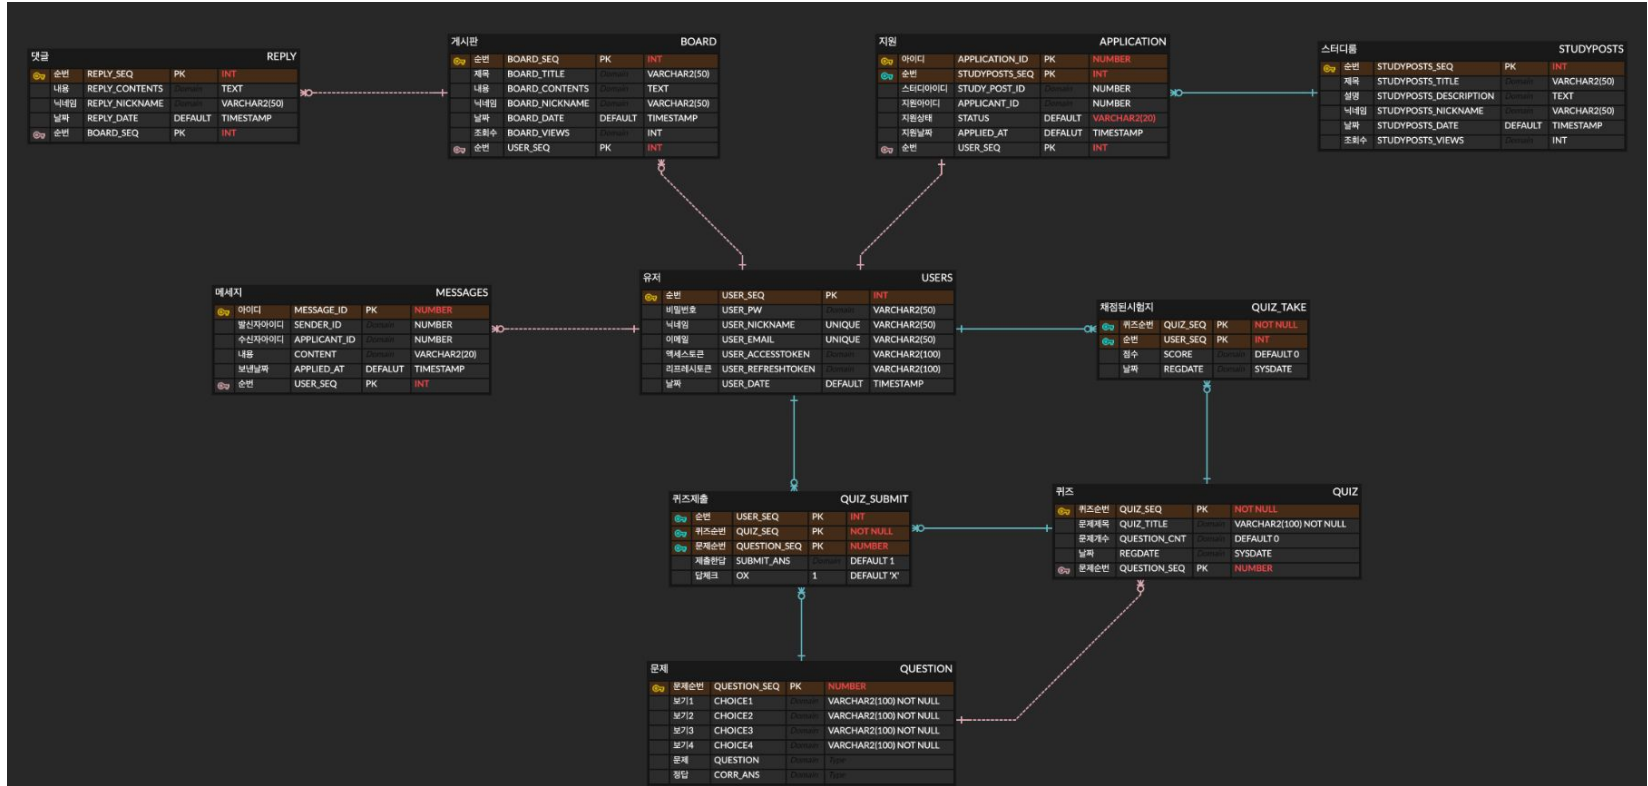 댓글 REPLY
순번 REPLY_SEQ PK INT
내용 REPLY_CONTENTS Domain TEXT
닉네임 REPLY_NICKNAME Domain VARCHAR2(50)
날짜 REPLY_DATE DEFAULT TIMESTAMP
순번 BOARD_SEQ PK INT
게시판 BOARD
순번 BOARD_SEQ PK INT
제목 BOARD_TITLE Domain VARCHAR2(50)
내용 BOARD_CONTENTS Domain TEXT
닉네임 BOARD_NICKNAME Domain VARCHAR2(50)
날짜 BOARD_DATE DEFAULT TIMESTAMP
조회수 BOARD_VIEWS Domain INT
순번 USER_SEQ PK INT
지원 APPLICATION
아이디 APPLICATION_ID PK NUMBER
순번 STUDYPOSTS_SEQ PK INT
스터디아이디 STUDY_POST_ID Domain NUMBER
지원아이디 APPLICANT_ID Domain NUMBER
지원상태 STATUS DEFAULT VARCHAR2(20)
지원날짜 APPLIED_AT DEFALUT TIMESTAMP
순번 USER_SEQ PK INT
스터디룸 STUDYPOSTS
순번 STUDYPOSTS_SEQ PK INT
제목 STUDYPOSTS_TITLE Domain VARCHAR2(50)
설명 STUDYPOSTS_DESCRIPTION Domain TEXT
닉네임 STUDYPOSTS_NICKNAME Domain VARCHAR2(50)
날짜 STUDYPOSTS_DATE DEFAULT TIMESTAMP
조회수 STUDYPOSTS_VIEWS Domain INT
메세지 MESSAGES
아이디 MESSAGE_ID PK NUMBER
발신자아이디 SENDER_ID Domain NUMBER
수신자아이디 APPLICANT_ID Domain NUMBER
내용 CONTENT Domain VARCHAR2(20)
보낸날짜 APPLIED_AT DEFALUT TIMESTAMP
순번 USER_SEQ PK INT
유저 USERS
순번 USER_SEQ PK INT
비밀번호 USER_PW Domain VARCHAR2(50)
닉네임 USER_NICKNAME UNIQUE VARCHAR2(50)
이메일 USER_EMAIL UNIQUE VARCHAR2(50)
액세스토큰 USER_ACCESSTOKEN Domain VARCHAR2(100)
리프레시토큰 USER_REFRESHTOKEN Domain VARCHAR2(100)
날짜 USER_DATE DEFAULT TIMESTAMP
채점된시험지 QUIZ_TAKE
퀴즈순번 QUIZ_SEQ PK NOT NULL
순번 USER_SEQ PK INT
점수 SCORE Domain DEFAULT 0
날짜 REGDATE Domain SYSDATE
퀴즈제출 QUIZ_SUBMIT
순번 USER_SEQ PK INT
퀴즈순번 QUIZ_SEQ PK NOT NULL
문제순번 QUESTION_SEQ PK NUMBER
제출한답 SUBMIT_ANS Domain DEFAULT 1
답체크 OX 1 DEFAULT 'X'
퀴즈 QUIZ
퀴즈순번 QUIZ_SEQ PK NOT NULL
문제제목 QUIZ_TITLE Domain VARCHAR2(100) NOT NULL
문제개수 QUESTION_CNT Domain DEFAULT 0
날짜 REGDATE Domain SYSDATE
문제순번 QUESTION_SEQ PK NUMBER
문제 QUESTION
문제순번 QUESTION_SEQ PK NUMBER
보기1 CHOICE1 Domain VARCHAR2(100) NOT NULL
보기2 CHOICE2 Domain VARCHAR2(100) NOT NULL
보기3 CHOICE3 Domain VARCHAR2(100) NOT NULL
보기4 CHOICE4 Domain VARCHAR2(100) NOT NULL
문제 QUESTION Domain Type
정답 CORR_ANS Domain Type